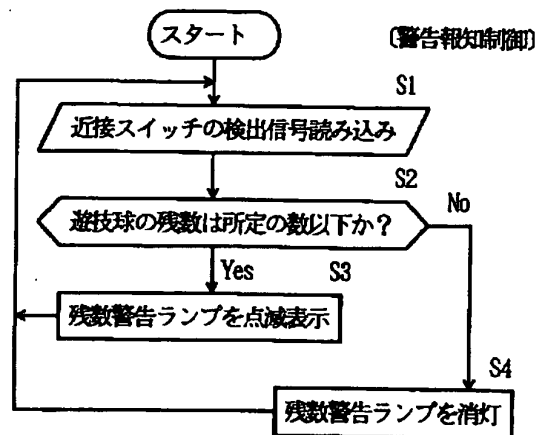 スタート
〔警告報知制御〕
S1
近接スイッチの検出信号読み込み
S2
遊技球の残数は所定の数以下か？
No
Yes
S3
残数警告ランプを点滅表示
S4
残数警告ランプを消灯